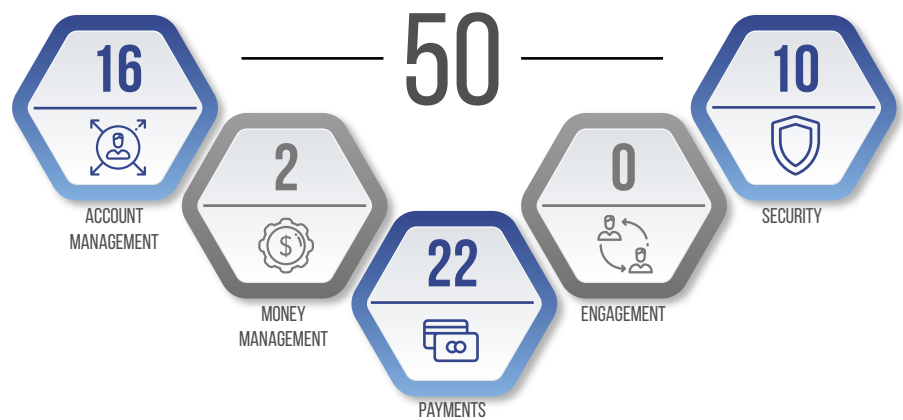 50
16
ACCOUNT
MANAGEMENT
2
$
MONEY
MANAGEMENT
22
PAYMENTS
0
ENGAGEMENT
10
SECURITY